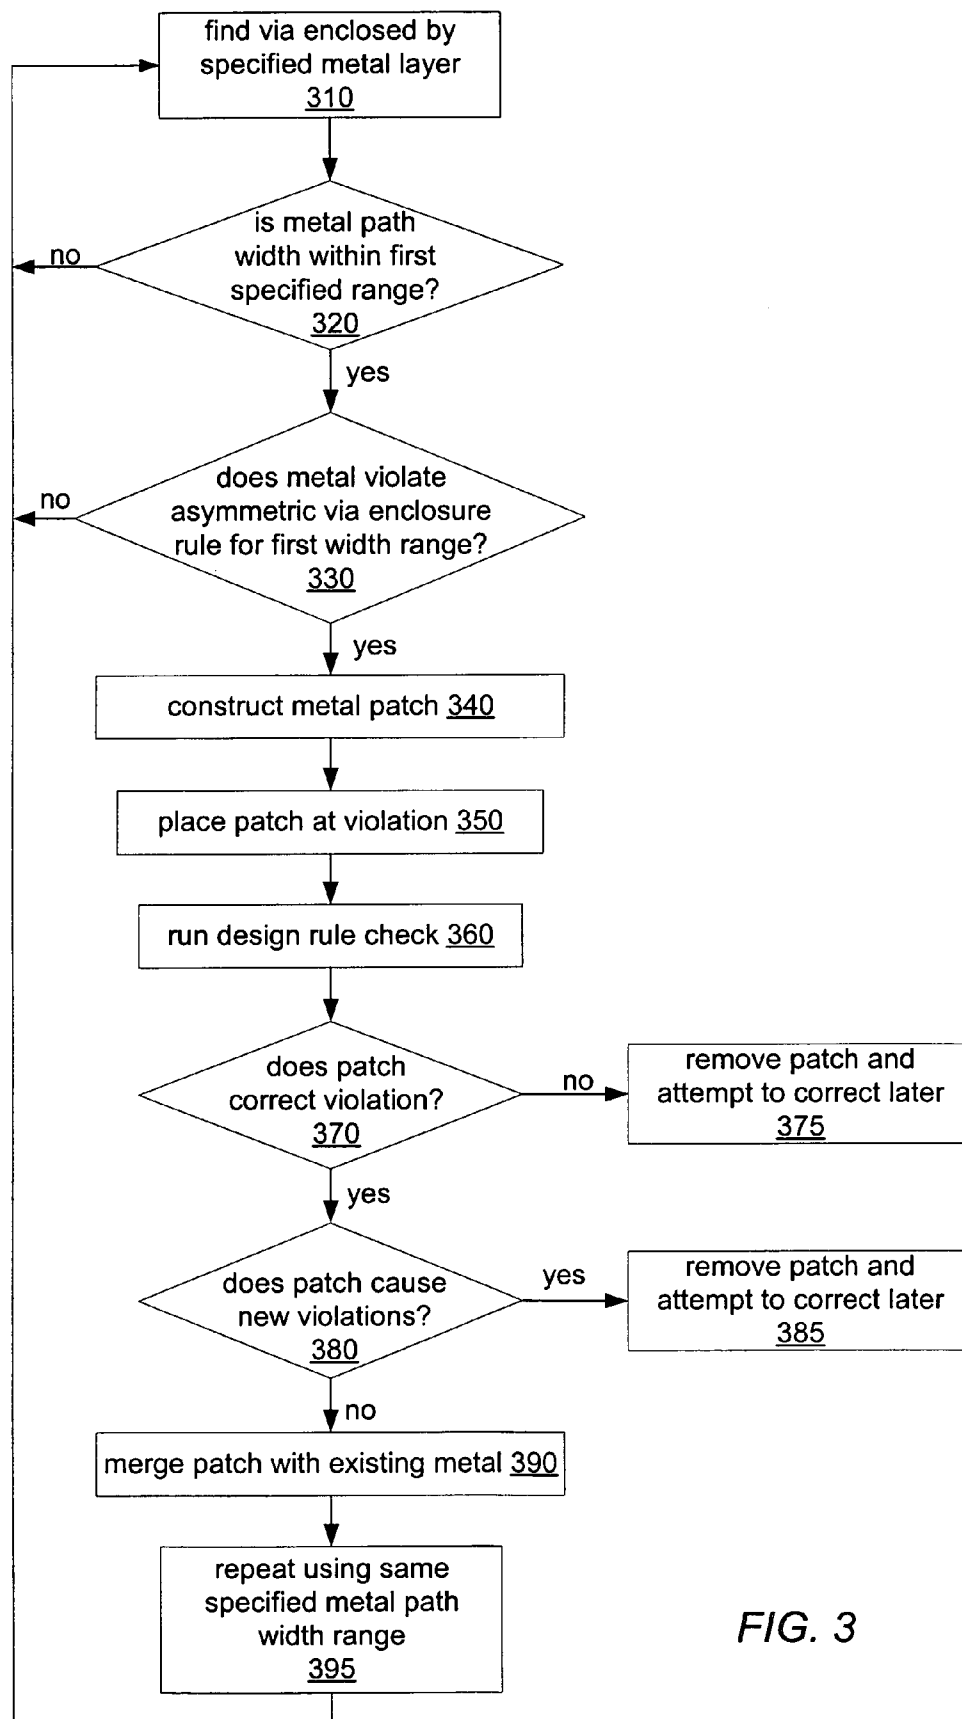 find via enclosed by
specified metal layer
310
is metal path
width within first
specified range?
320
no
yes
does metal violate
asymmetric via enclosure
rule for first width range?
330
no
yes
construct metal patch 340
place patch at violation 350
run design rule check 360
does patch
correct violation?
370
no
remove patch and
attempt to correct later
375
yes
does patch cause
new violations?
380
yes
remove patch and
attempt to correct later
385
no
merge patch with existing metal 390
repeat using same
specified metal path
width range
395
FIG. 3